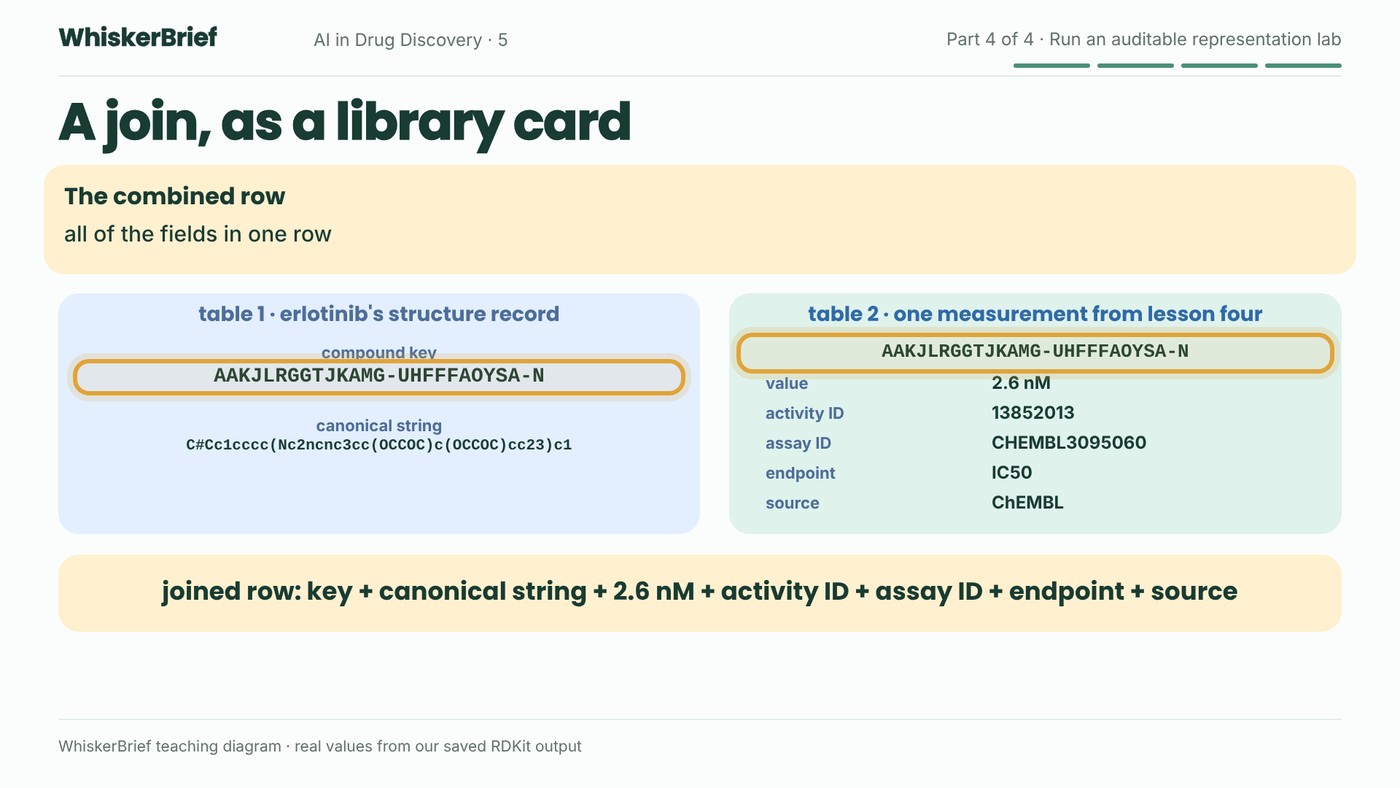 WhiskerBrief
AI in Drug Discovery · 5
Part 4 of 4 · Run an auditable representation lab
A join, as a library card
The combined row
all of the fields in one row
table 1 · erlotinib's structure record
compound key
AAKJLRGGTJKAMG-UHFFFAOYSA-N
canonical string
C#Cc1cccc(Nc2ncnc3cc(OCCOC)c(OCCOC)cc23)c1
table 2 · one measurement from lesson four
AAKJLRGGTJKAMG-UHFFFAOYSA-N
value 2.6 nM
activity ID 13852013
assay ID CHEMBL3095060
endpoint IC50
source ChEMBL
joined row: key + canonical string + 2.6 nM + activity ID + assay ID + endpoint + source
WhiskerBrief teaching diagram · real values from our saved RDKit output